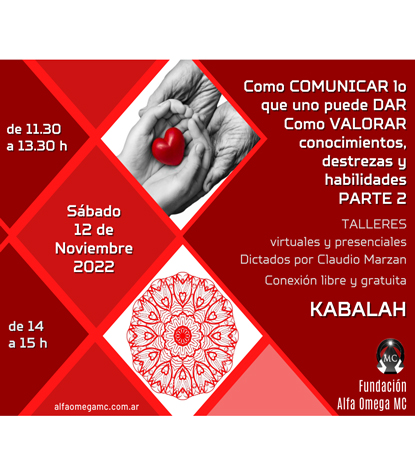 Como COMUNICAR lo
que uno puede DAR
Como VALORAR
conocimientos,
destrezas y
habilidades
PARTE 2
de 11.30
a 13.30 h
Sábado
12 de
Noviembre
2022
TALLERES
virtuales y presenciales
Dictados por Claudio Marzan
Conexión libre y gratuita
KABALAH
de 14
a 15 h
MC
Fundación
Alfa Omega MC
alfaomegamc.com.ar